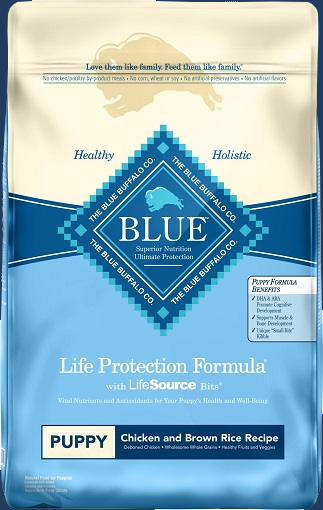 Love them like family. Feed them like family.®
No chicken/poultry by-product meals • No corn, wheat or soy • No artificial preservatives • No artificial flavors
Healthy Holistic
THE BLUE BUFFALO CO. THE BLUE BUFFALO CO.
BLUE™
Superior Nutrition
Ultimate Protection
THE BLUE BUFFALO CO. THE BLUE BUFFALO CO.
PUPPY FORMULA
BENEFITS
✓ DHA & ARA
Promote Cognitive
Development
✓ Supports Muscle &
Bone Development
✓ Unique "Small Bite"
Kibble
Life Protection Formula®
with LifeSource Bits®
Vital Nutrients and Antioxidants for Your Puppy's Health and Well-Being
PUPPY
Chicken and Brown Rice Recipe
Deboned Chicken • Wholesome Whole Grains • Healthy Fruits and Veggies
Natural Food for Puppies